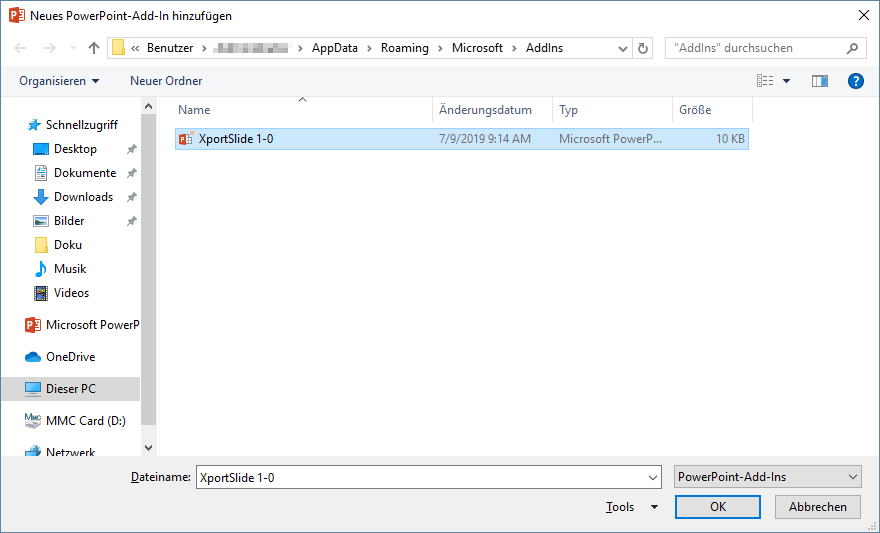 Neues PowerPoint-Add-In hinzufügen
« Benutzer > > AppData > Roaming > Microsoft > AddIns
"AddIns" durchsuchen
Organisieren
Neuer Ordner
Name
Änderungsdatum
Typ
Größe
XportSlide 1-0
7/9/2019 9:14 AM
Microsoft PowerP...
10 KB
Schnellzugriff
Desktop
Dokumente
Downloads
Bilder
Doku
Musik
Videos
Microsoft PowerP
OneDrive
Dieser PC
MMC Card (D:)
Netzwerk
Dateiname:
XportSlide 1-0
PowerPoint-Add-Ins
Tools
OK
Abbrechen